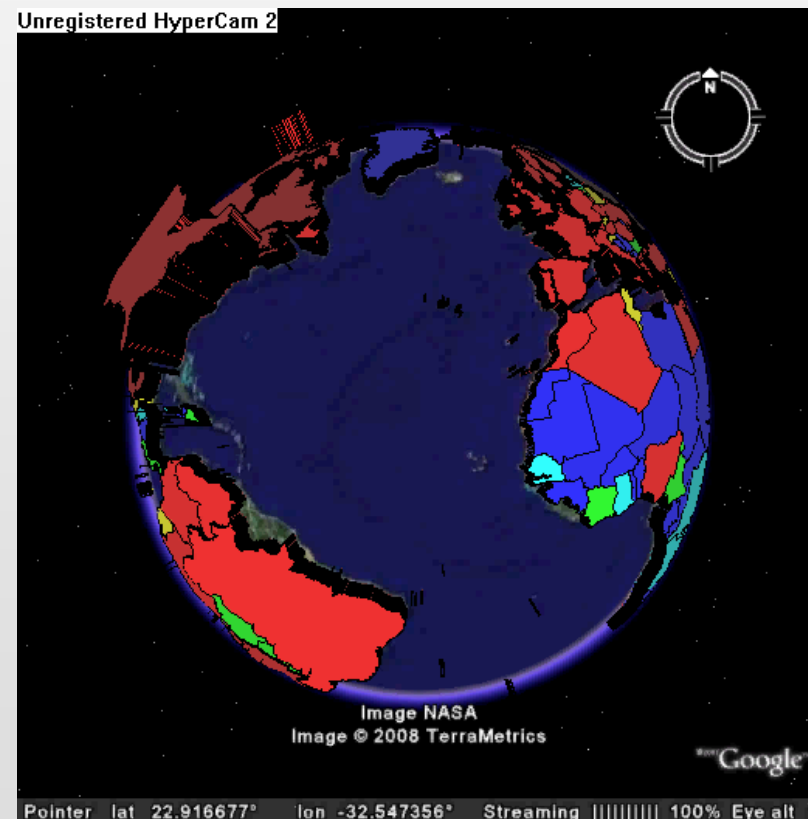 Unregistered HyperCam 2
N
Image NASA
Image © 2008 TerraMetrics
Google
Pointer lat 22.916677° lon -32.547356° Streaming |||||||||| 100% Eye alt